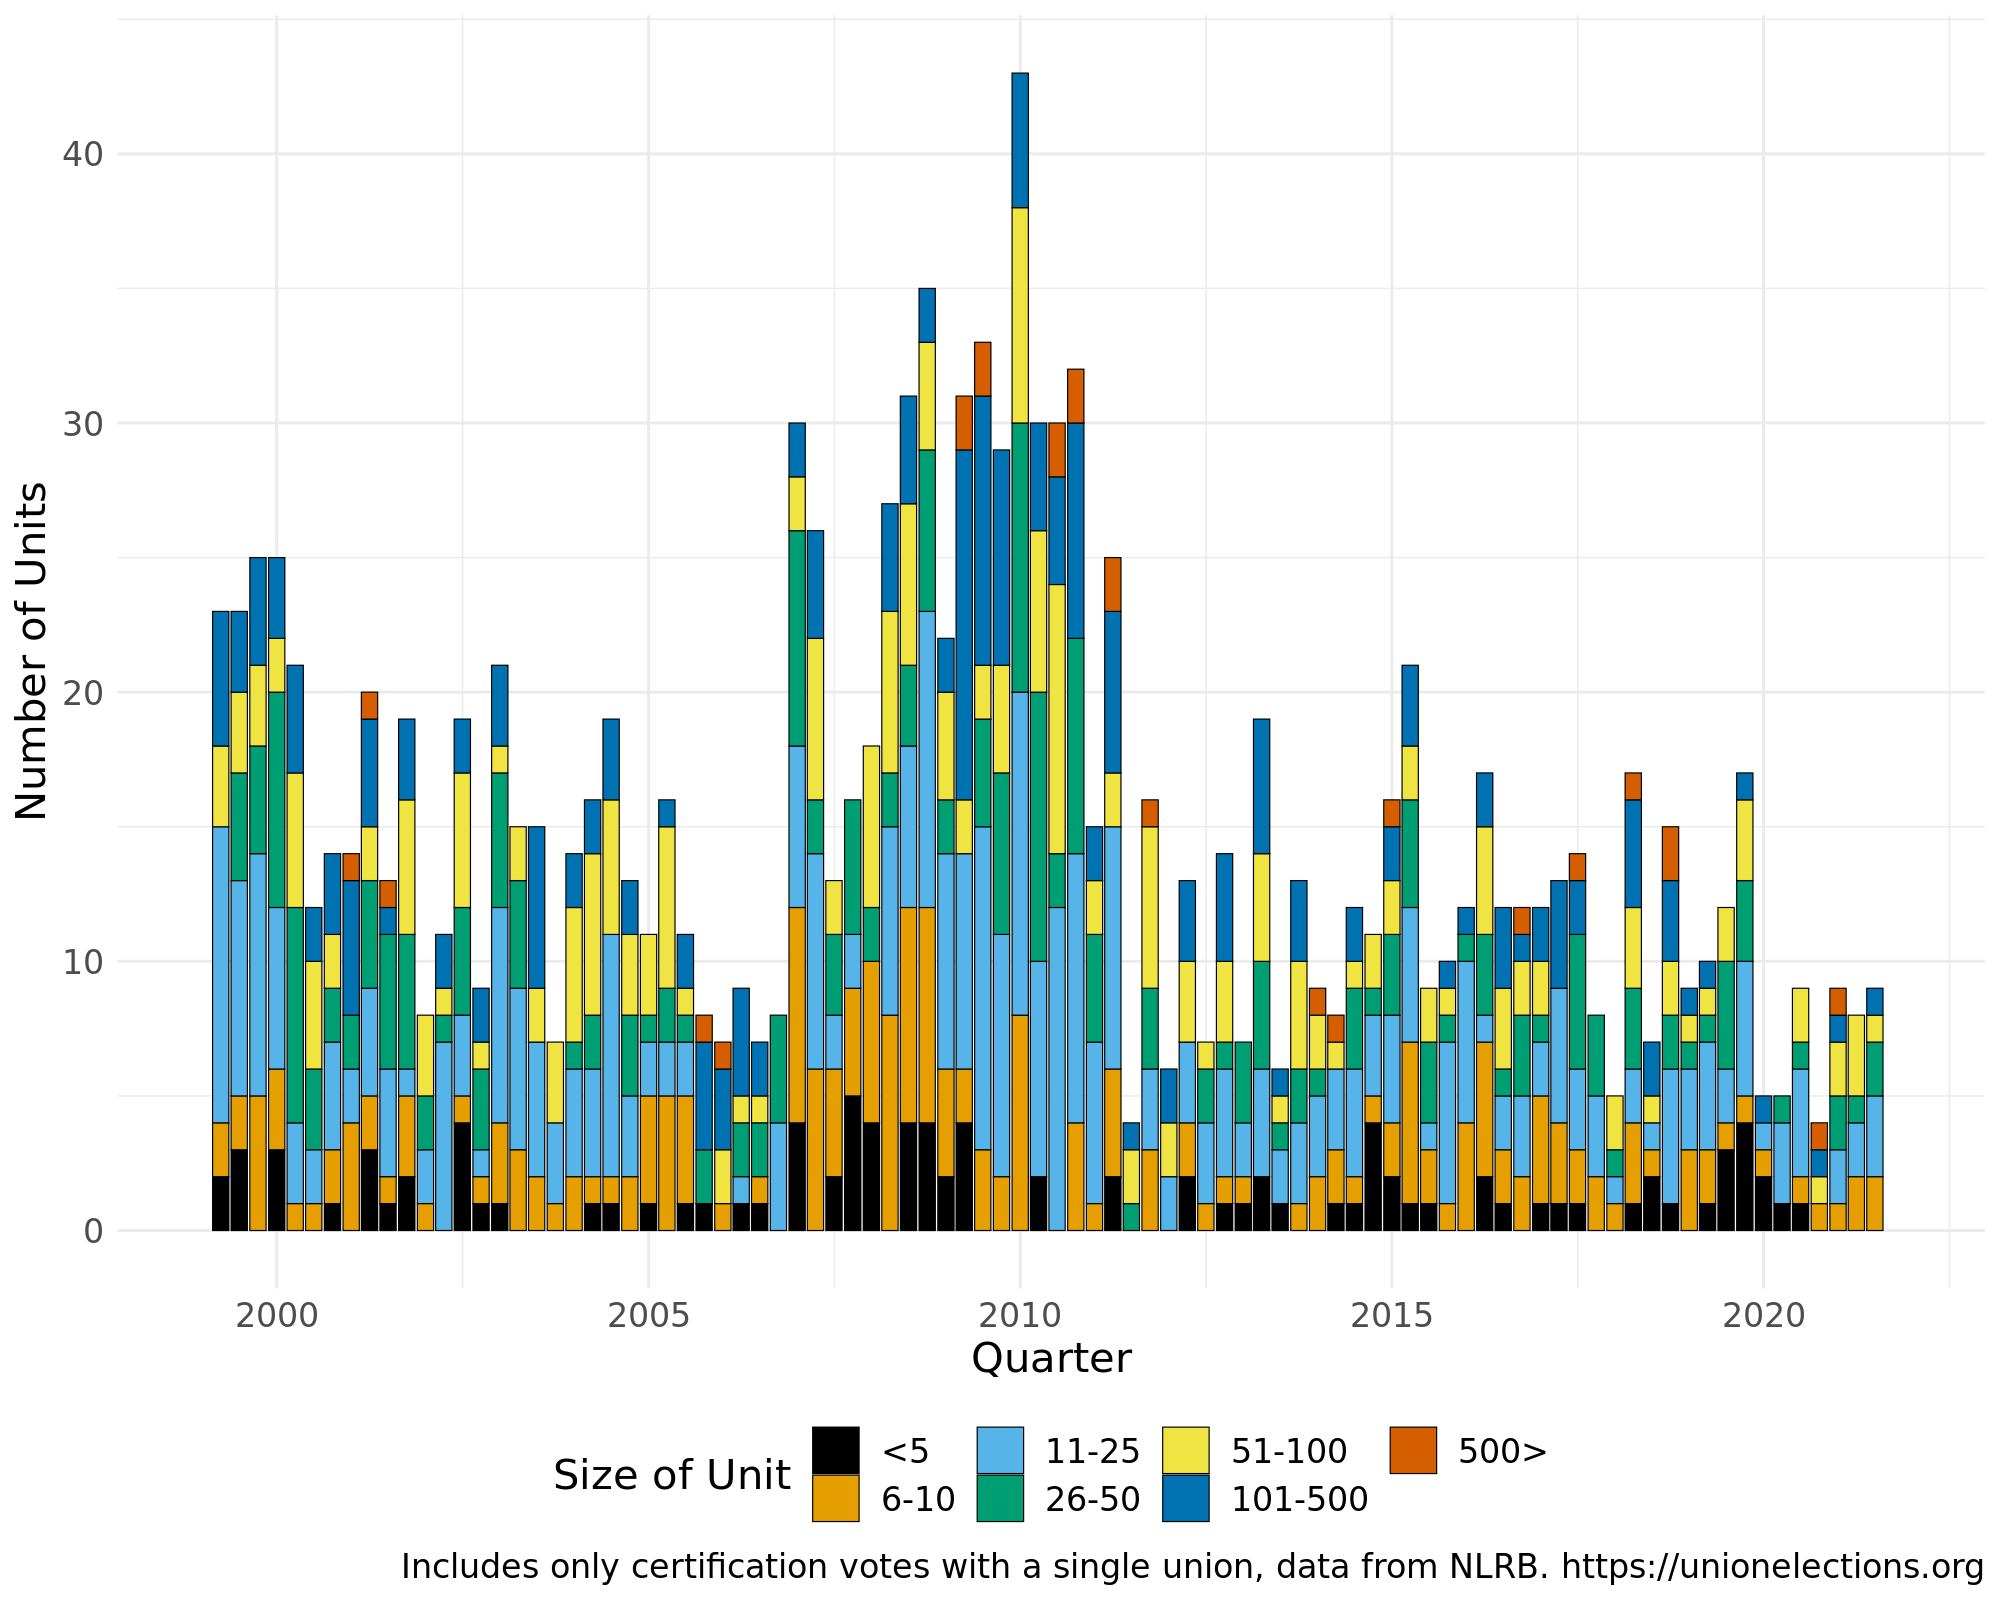 40
30
20
10
0
Number of Units
2000 2005 2010 2015 2020
Quarter
Size of Unit
<5 11-25 51-100 500>
6-10 26-50 101-500
Includes only certification votes with a single union, data from NLRB. https://unionelections.org